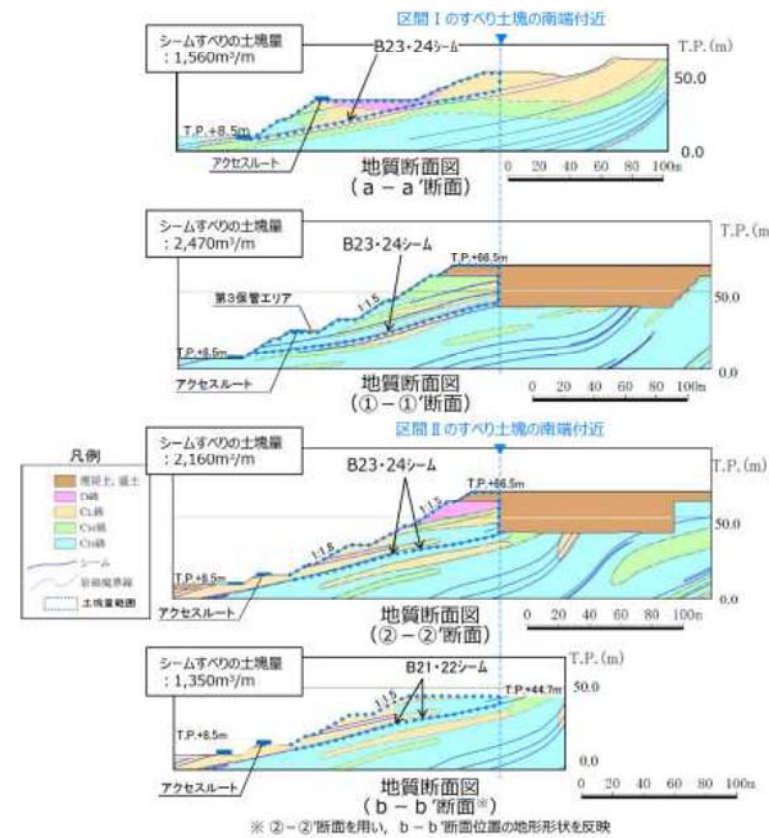 区間Ⅰのすべり土塊の南端付近
シームすべりの土塊量
：1,560m³/m
B23・24シーム
T.P.(m)
50.0
T.P.+8.5m
アクセスルート
0.0
地質断面図
(a－a'断面)
0 20 40 60 80 100m
シームすべりの土塊量
：2,470m³/m
B23・24シーム
T.P.(m)
T.P.+66.5m
1:1.5
第3保管エリア
50.0
T.P.+8.5m
アクセスルート
0.0
地質断面図
(①－①'断面)
0 20 40 60 80 100m
区間Ⅱのすべり土塊の南端付近
シームすべりの土塊量
：2,160m³/m
B23・24シーム
T.P.(m)
T.P.+66.5m
1:1.5
1:1.5
50.0
T.P.+8.5m
アクセスルート
0.0
地質断面図
(②－②'断面)
0 20 40 60 80 100m
凡例
埋戻土，盛土
D級
CL級
CM級
CH級
シーム
岩級境界線
土塊量範囲
シームすべりの土塊量
：1,350m³/m
B21・22シーム
T.P.(m)
50.0
1:1.5
T.P.+44.7m
T.P.+8.5m
アクセスルート
0.0
地質断面図
(b－b'断面※)
0 20 40 60 80 100m
※ ②－②'断面を用い，b－b'断面位置の地形形状を反映